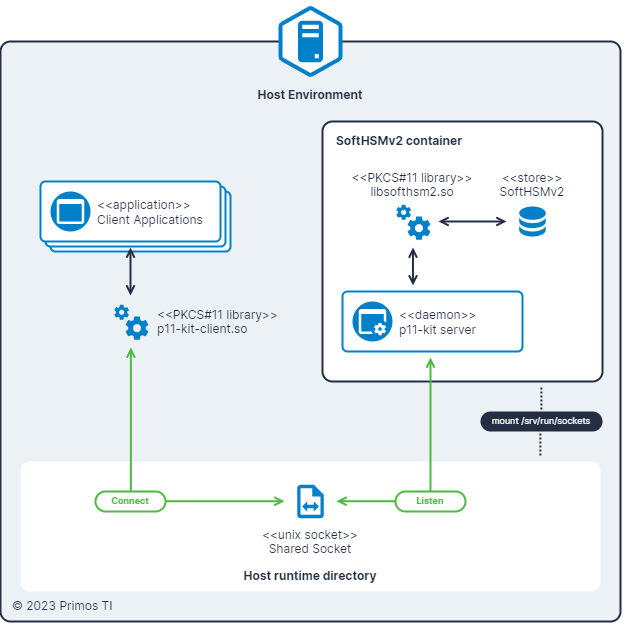 Host Environment
SoftHSMv2 container
<<PKCS#11 library>>
libsofthsm2.so
<<store>>
SoftHSMv2
<<application>>
Client Applications
<<PKCS#11 library>>
p11-kit-client.so
<<daemon>>
p11-kit server
mount /srv/run/sockets
Connect
Listen
<<unix socket>>
Shared Socket
Host runtime directory
© 2023 Primos TI